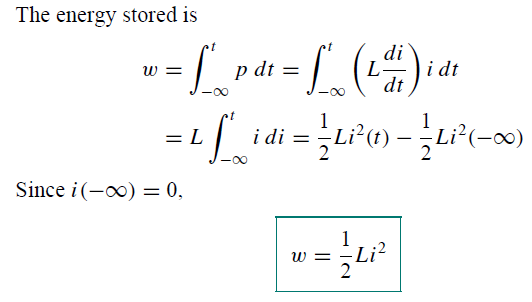 The energy stored is
w = ∫_{−∞}^{t} p dt = ∫_{−∞}^{t} (L di/dt) i dt
= L ∫_{−∞}^{t} i di = 1/2 Li²(t) − 1/2 Li²(−∞)
Since i(−∞) = 0,
w = 1/2 Li²